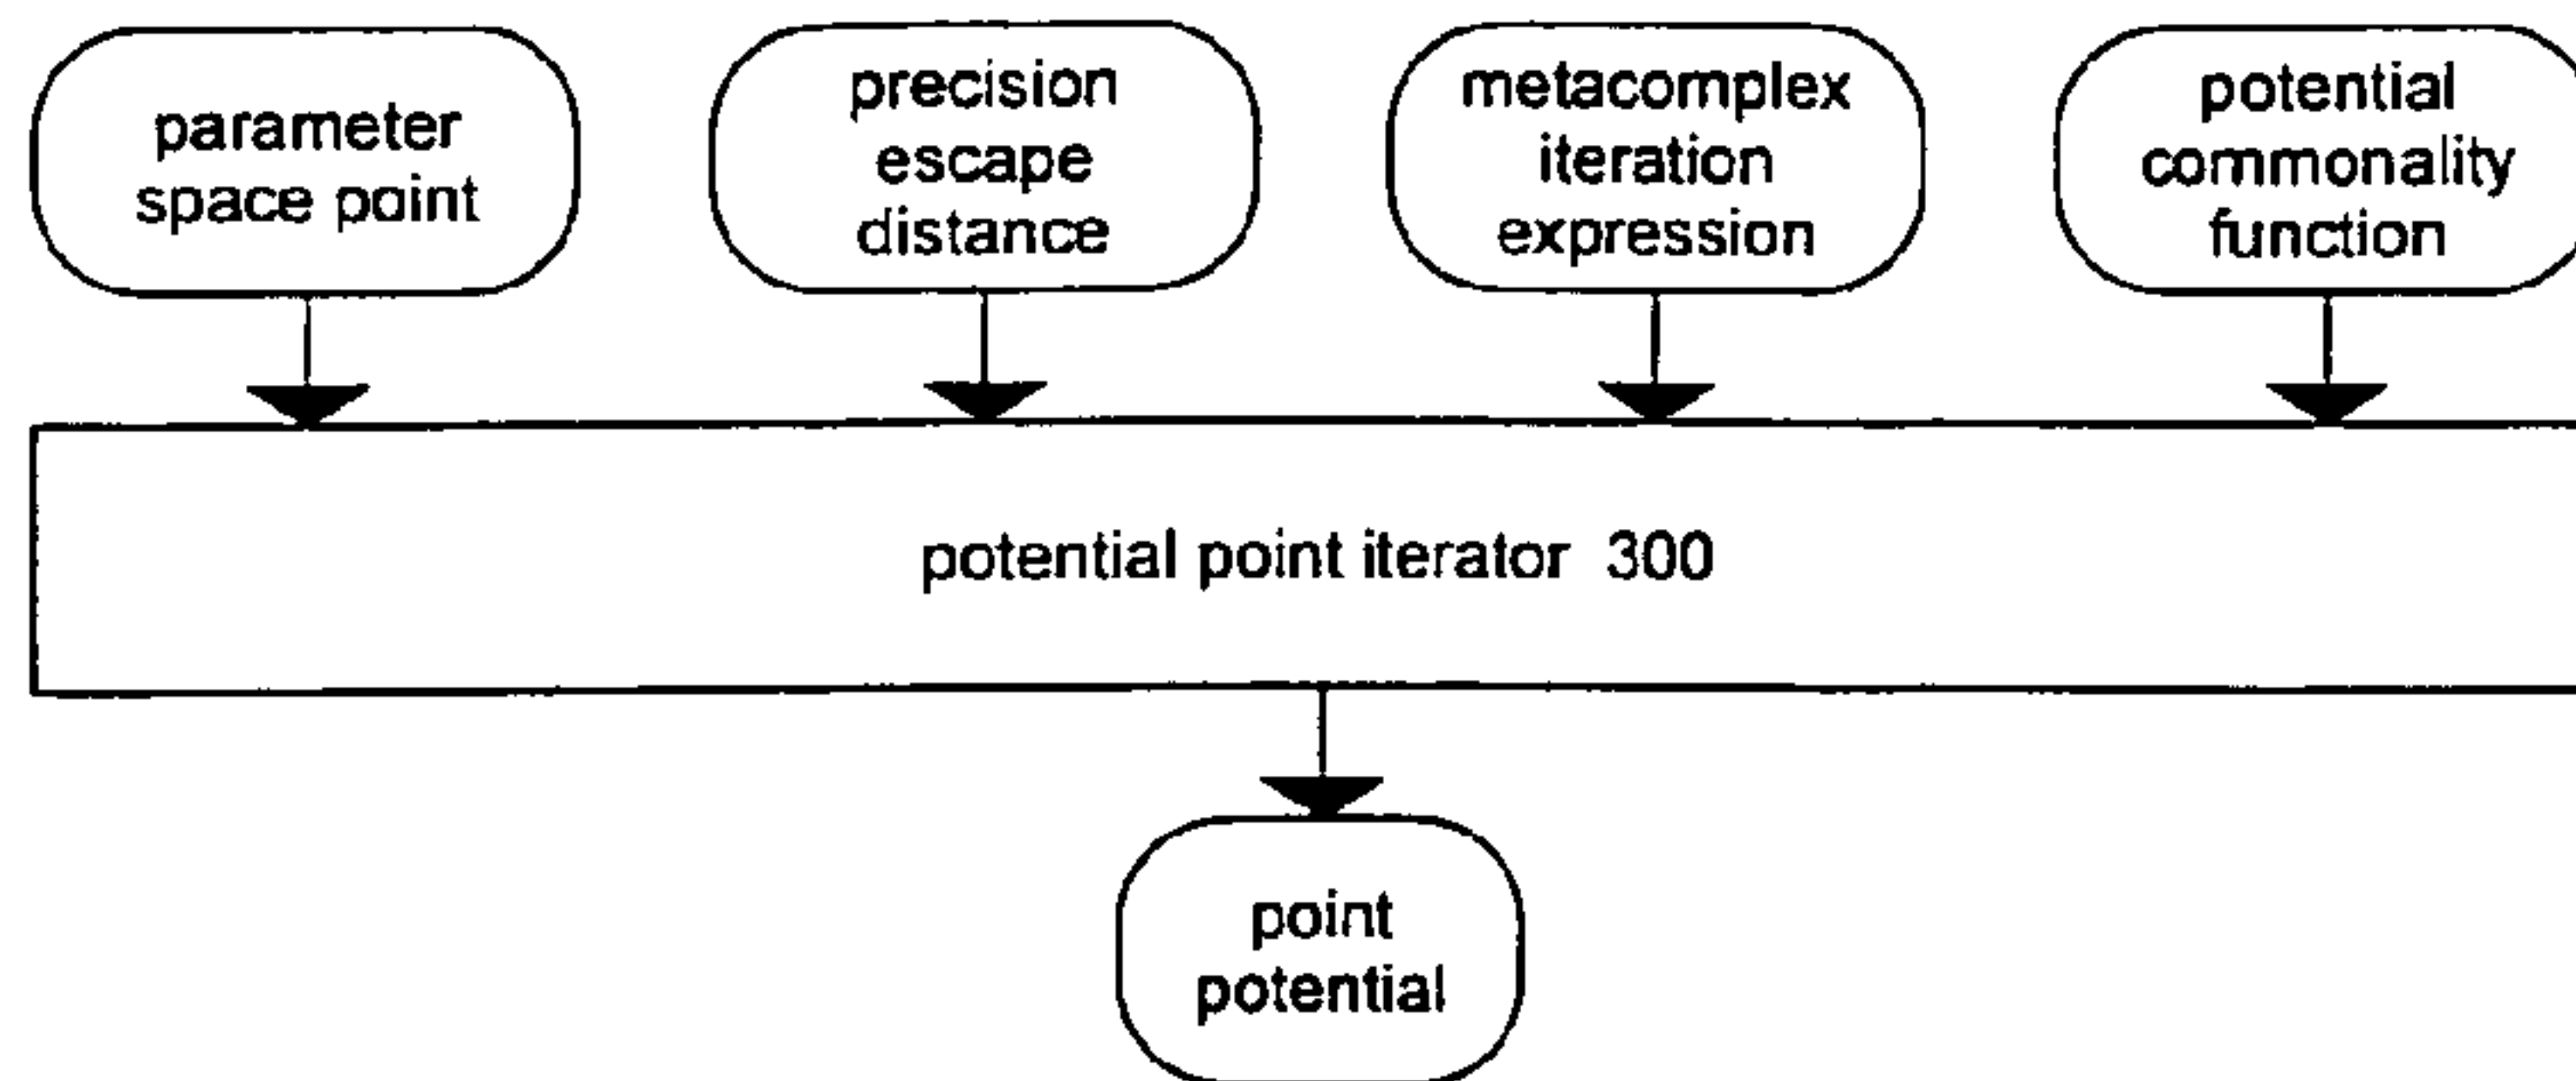 parameter
space point
precision
escape
distance
metacomplex
iteration
expression
potential
commonality
function
potential point iterator 300
point
potential